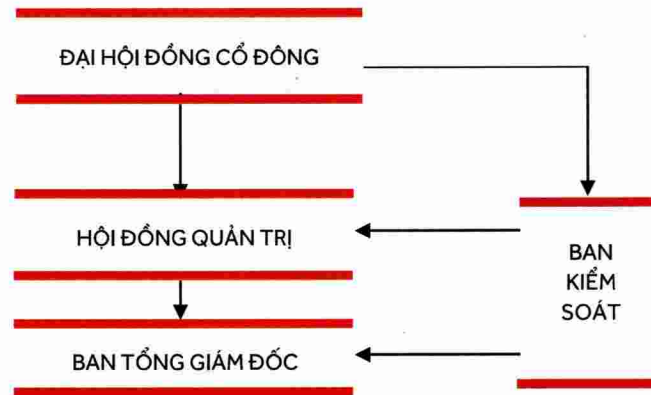 ĐẠI HỘI ĐỒNG CỔ ĐÔNG
HỘI ĐỒNG QUẢN TRỊ
BAN
KIỂM
SOÁT
BAN TỔNG GIÁM ĐỐC